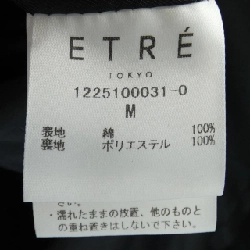 ETRÉ
TOKYO
1225100031-0
M
表地 綿 100%
裏地 ポリエステル 100%
さい。
・濡れたままの放置、他のものと
の重ね置きはしないで下さい。